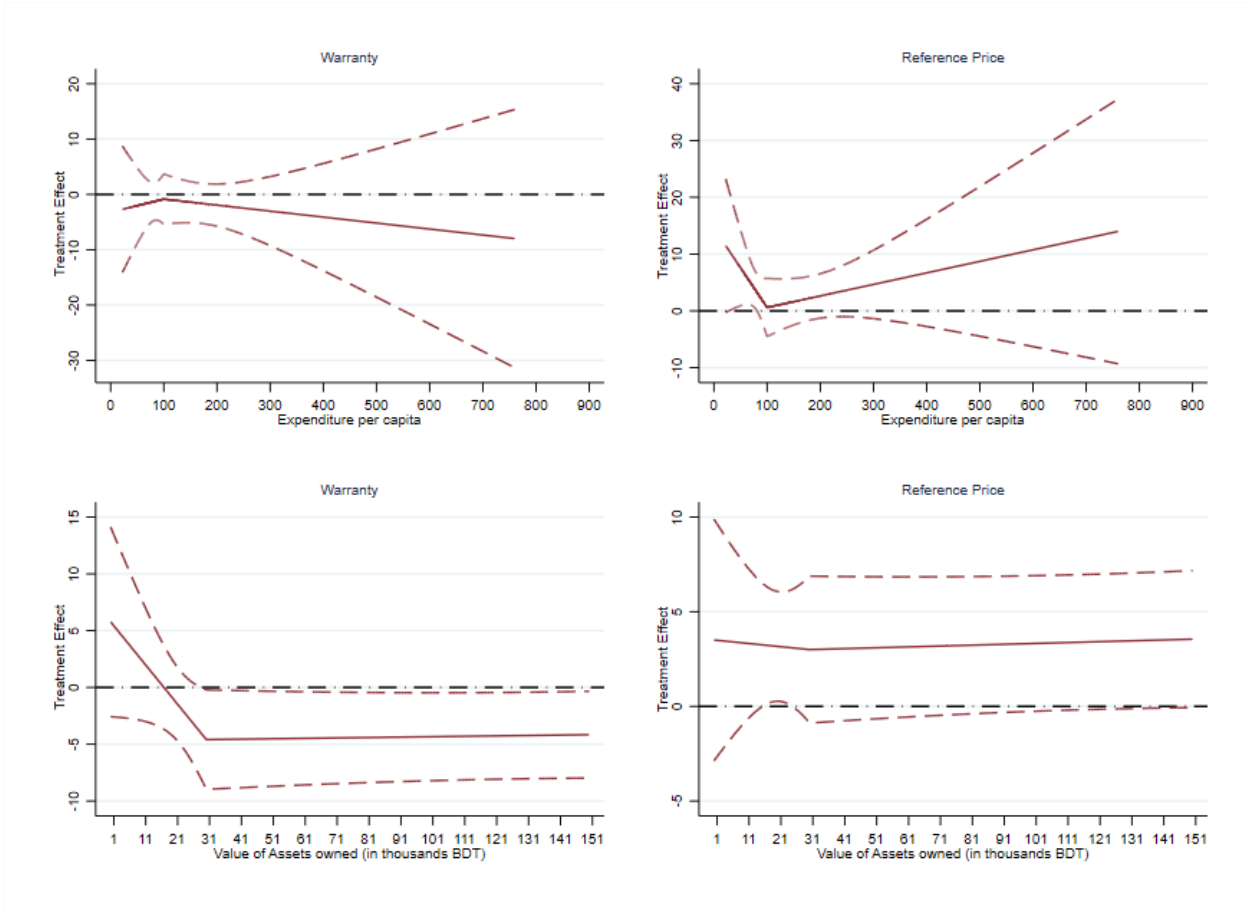 Warranty
Treatment Effect
20
10
0
-10
-20
-30
0 100 200 300 400 500 600 700 800 900
Expenditure per capita
Reference Price
Treatment Effect
40
30
20
10
0
-10
0 100 200 300 400 500 600 700 800 900
Expenditure per capita
Warranty
Treatment Effect
15
10
5
0
-5
-10
1 11 21 31 41 51 61 71 81 91 101 111 121 131 141 151
Value of Assets owned (in thousands BDT)
Reference Price
Treatment Effect
10
5
0
-5
1 11 21 31 41 51 61 71 81 91 101 111 121 131 141 151
Value of Assets owned (in thousands BDT)